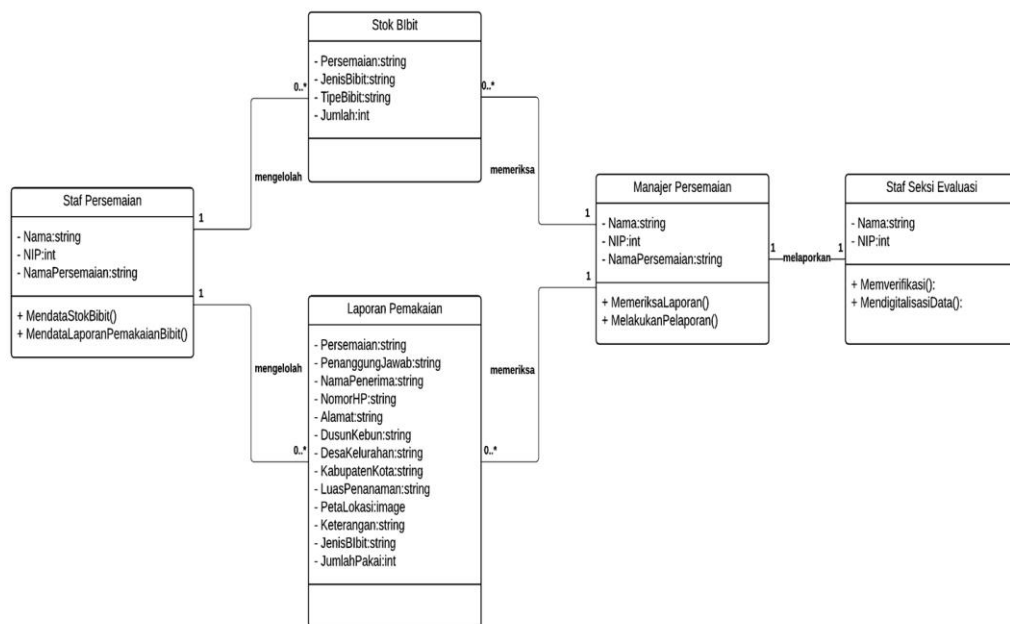 Stok BIbit
- Persemaian:string
- JenisBibit:string
- TipeBibit:string
- Jumlah:int
0..*
0..*
mengelolah
memeriksa
Staf Persemaian
- Nama:string
- NIP:int
- NamaPersemaian:string
+ MendataStokBibit()
+ MendataLaporanPemakaianBibit()
1
1
Manajer Persemaian
- Nama:string
- NIP:int
- NamaPersemaian:string
+ MemeriksaLaporan()
+ MelakukanPelaporan()
1
1
1
melaporkan
1
Staf Seksi Evaluasi
- Nama:string
- NIP:int
+ Memverifikasi():
+ MendigitalisasiData():
Laporan Pemakaian
- Persemaian:string
- PenanggungJawab:string
- NamaPenerima:string
- NomorHP:string
- Alamat:string
- DusunKebun:string
- DesaKelurahan:string
- KabupatenKota:string
- LuasPenanaman:string
- PetaLokasi:image
- Keterangan:string
- JenisBIbit:string
- JumlahPakai:int
mengelolah
memeriksa
0..*
0..*